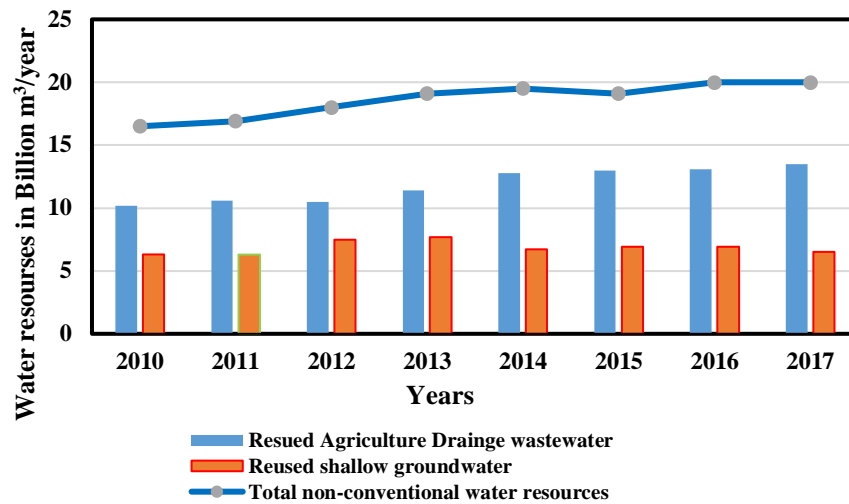 Water resourses in Billion m³/year
25
20
15
10
5
0
2010 2011 2012 2013 2014 2015 2016 2017
Years
Resued Agriculture Drainge wastewater
Reused shallow groundwater
Total non-conventional water resources